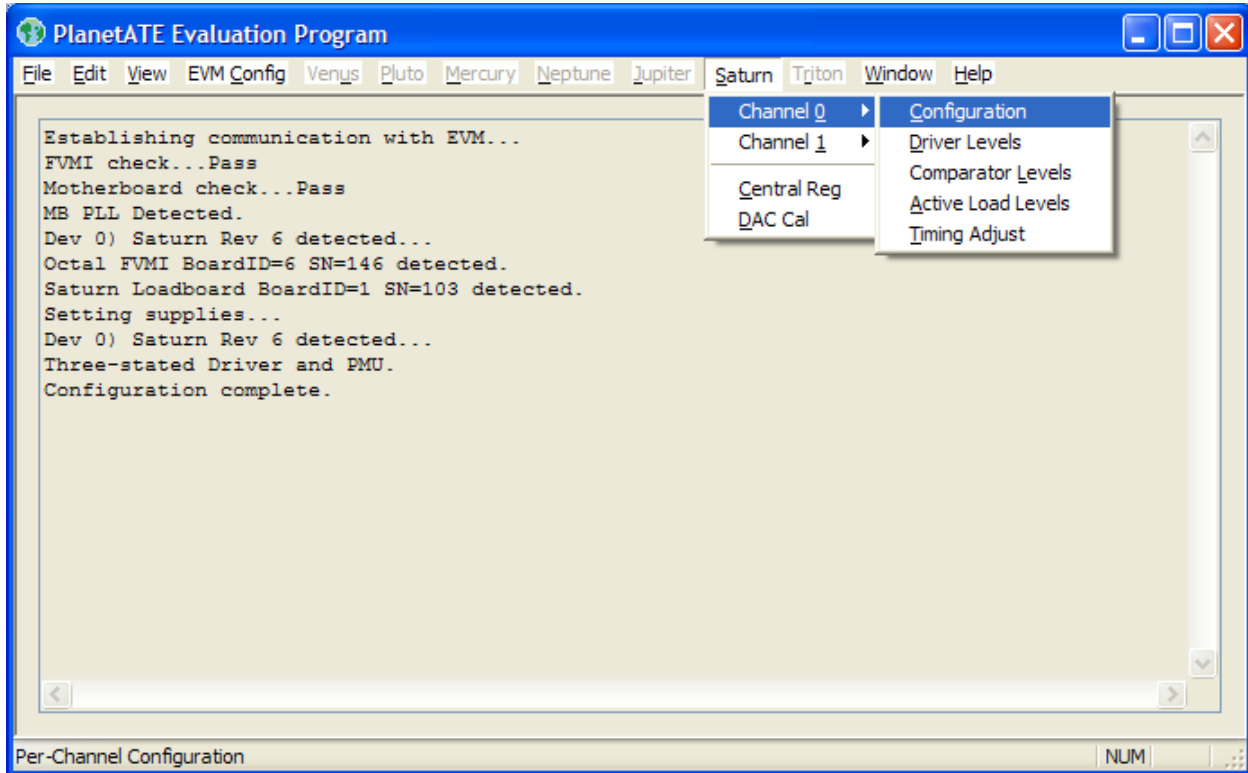 PlanetATE Evaluation Program
File Edit View EVM Config Venus Pluto Mercury Neptune Jupiter Saturn Triton Window Help
Channel 0 Configuration
Channel 1 Driver Levels
Comparator Levels
Central Reg Active Load Levels
DAC Cal Timing Adjust
Establishing communication with EVM...
FVMI check...Pass
Motherboard check...Pass
MB PLL Detected.
Dev 0) Saturn Rev 6 detected...
Octal FVMI BoardID=6 SN=146 detected.
Saturn Loadboard BoardID=1 SN=103 detected.
Setting supplies...
Dev 0) Saturn Rev 6 detected...
Three-stated Driver and PMU.
Configuration complete.
Per-Channel Configuration NUM